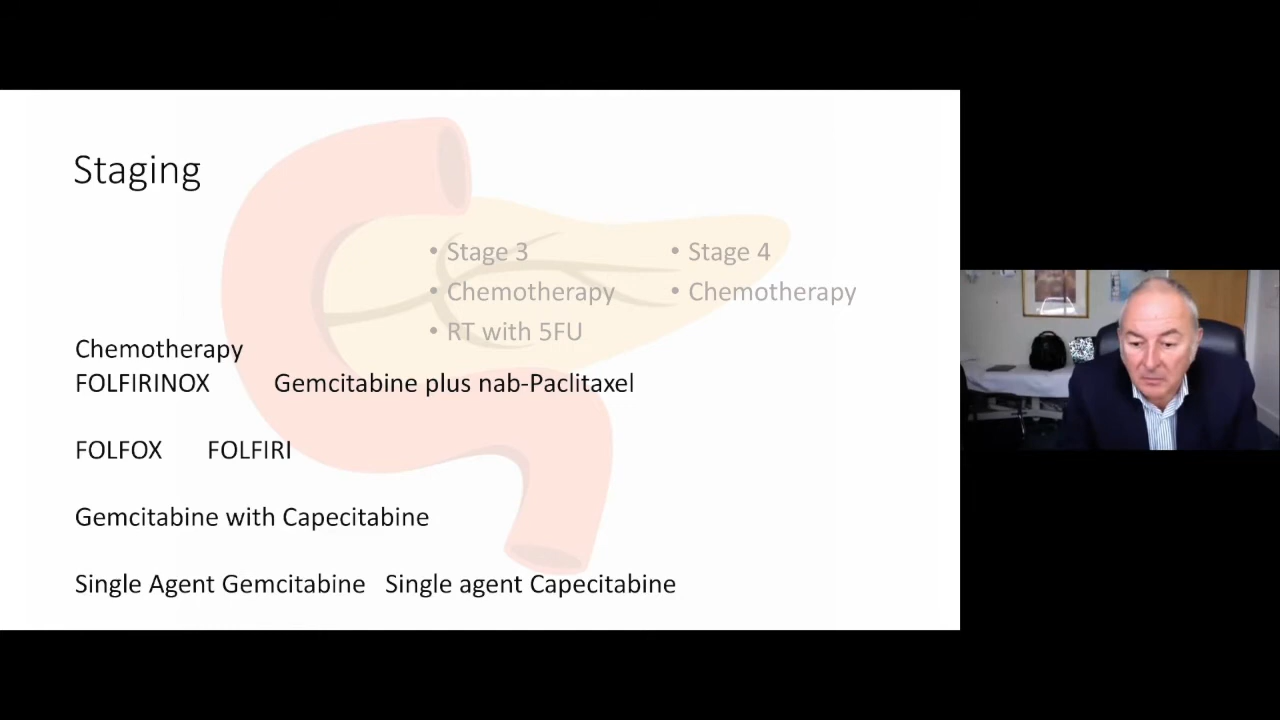 Staging
• Stage 3
• Chemotherapy
• RT with 5FU
• Stage 4
• Chemotherapy
Chemotherapy
FOLFIRINOX Gemcitabine plus nab-Paclitaxel
FOLFOX FOLFIRI
Gemcitabine with Capecitabine
Single Agent Gemcitabine Single agent Capecitabine